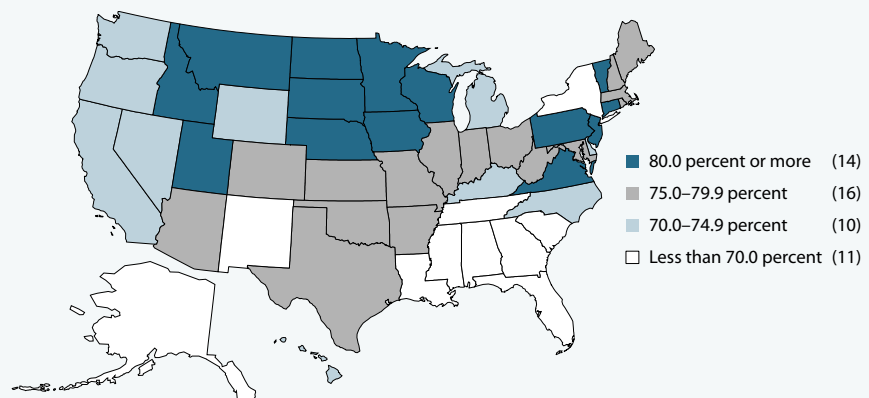 80.0 percent or more (14)
75.0–79.9 percent (16)
70.0–74.9 percent (10)
Less than 70.0 percent (11)